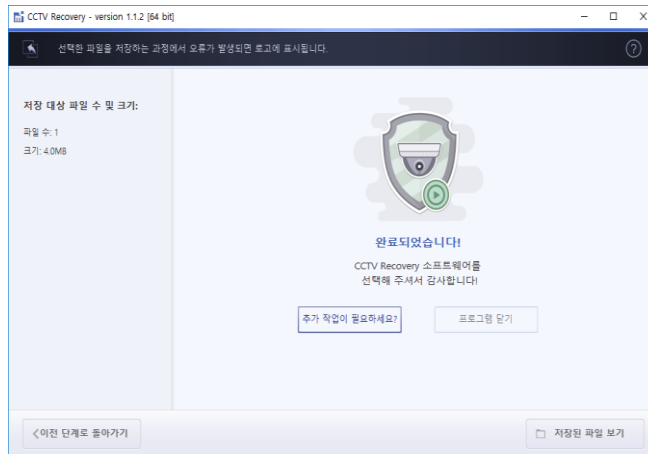 CCTV Recovery - version 1.1.2 [64 bit]
선택한 파일을 저장하는 과정에서 오류가 발생되면 로고에 표시됩니다.
?
저장 대상 파일 수 및 크기:
파일 수: 1
크기: 4.0MB
완료되었습니다!
CCTV Recovery 소프트웨어를
선택해 주셔서 감사합니다!
추가 작업이 필요하세요?
프로그램 닫기
이전 단계로 돌아가기
저장된 파일 보기